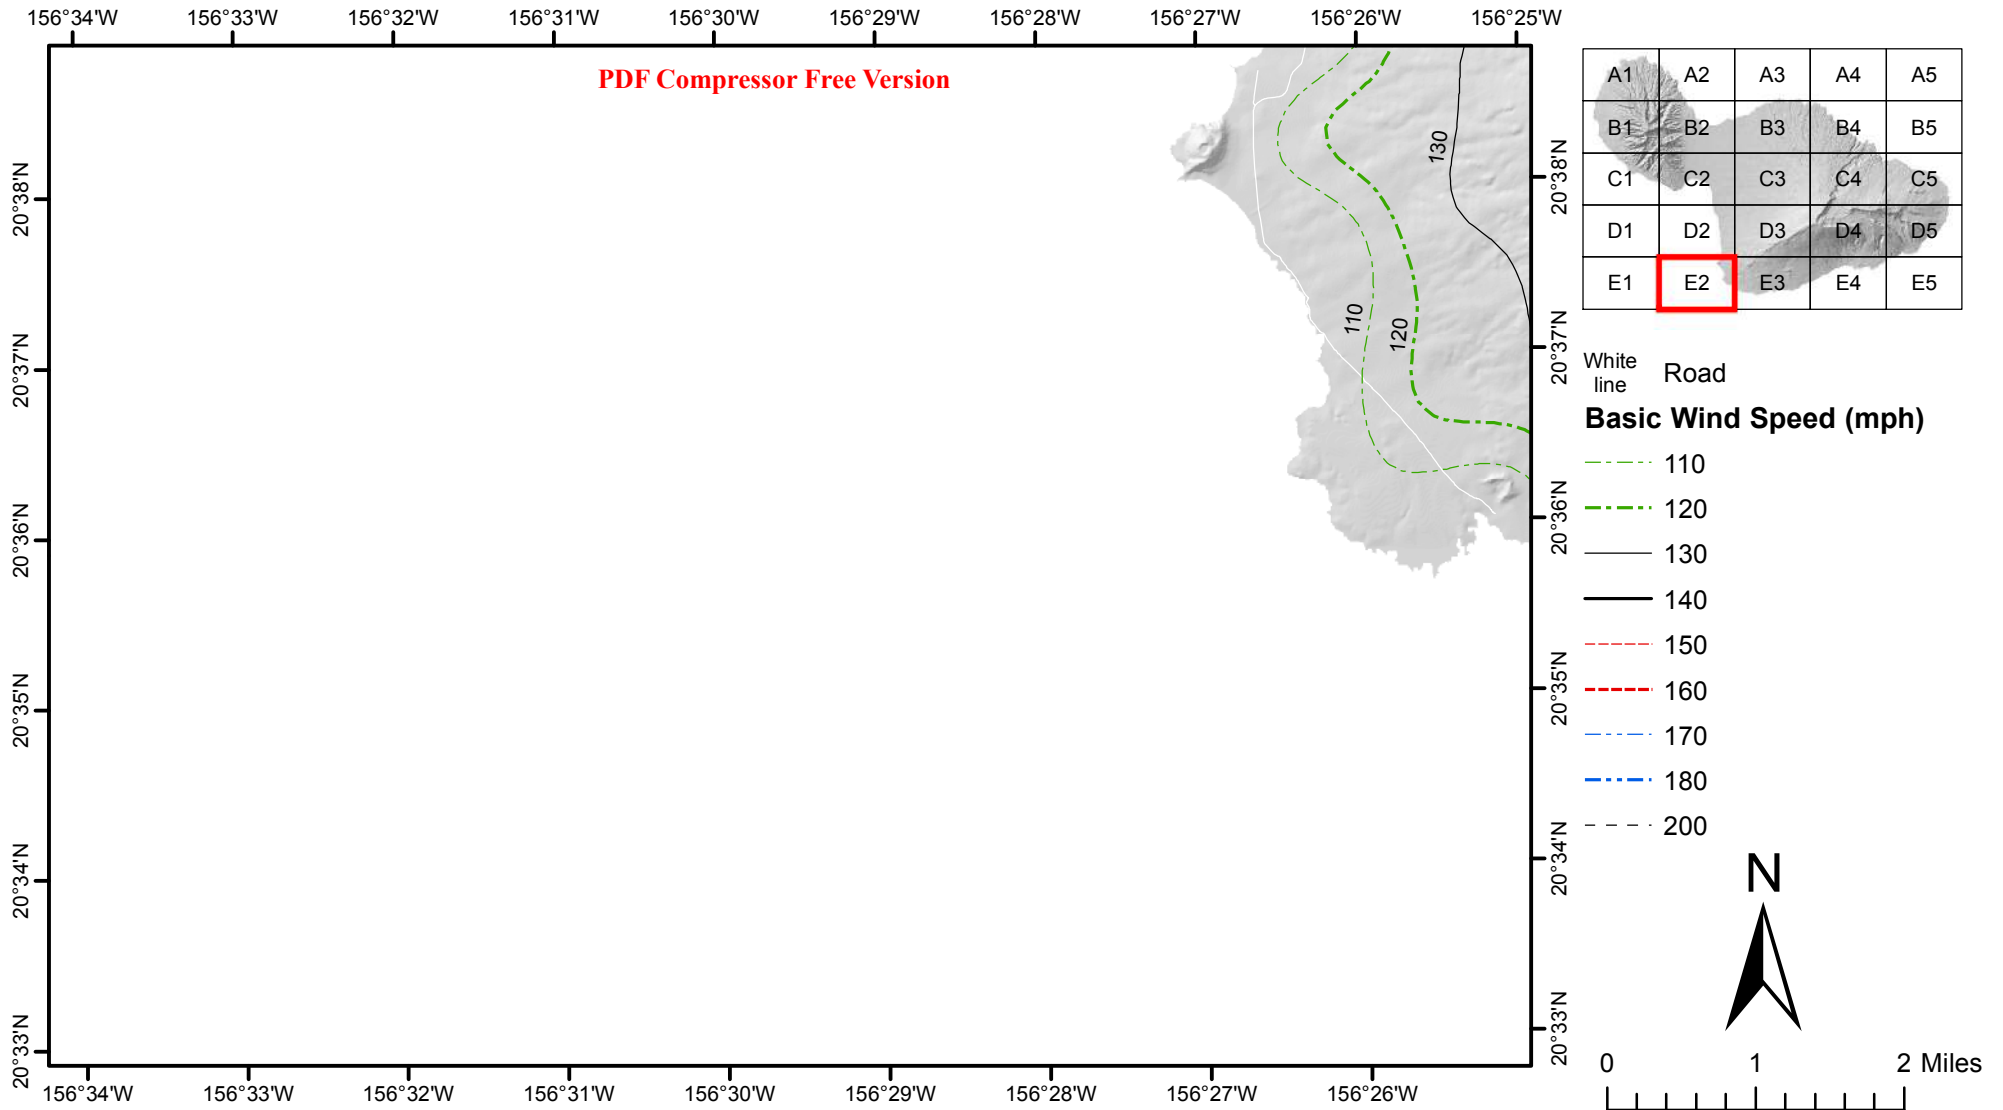 156°34'W 156°33'W 156°32'W 156°31'W 156°30'W 156°29'W 156°28'W 156°27'W 156°26'W 156°25'W
PDF Compressor Free Version
A1 A2 A3 A4 A5
B1 B2 B3 B4 B5
C1 C2 C3 C4 C5
D1 D2 D3 D4 D5
E1 E2 E3 E4 E5
20°38'N
20°37'N
20°36'N
20°35'N
20°34'N
20°33'N
130
110
120
20°38'N
20°37'N
20°36'N
20°35'N
20°34'N
20°33'N
White
line
Road
Basic Wind Speed (mph)
110
120
130
140
150
160
170
180
200
N
0 1 2 Miles
156°34'W 156°33'W 156°32'W 156°31'W 156°30'W 156°29'W 156°28'W 156°27'W 156°26'W